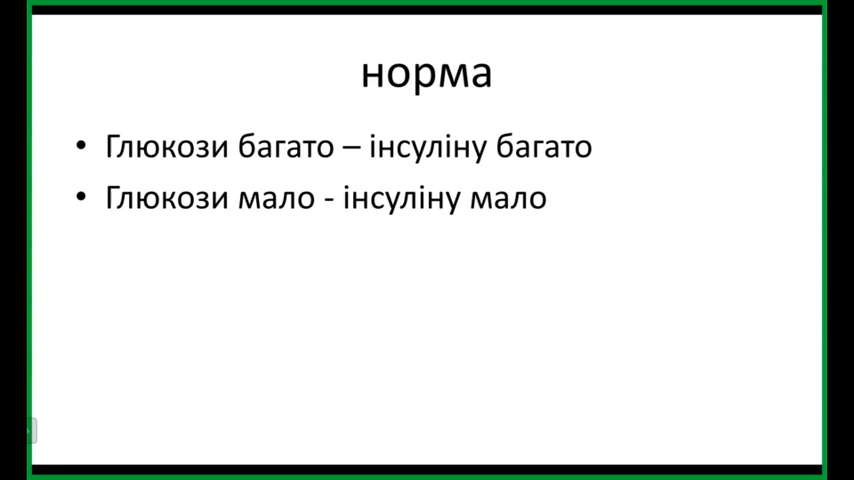 норма
• Глюкози багато – інсуліну багато
• Глюкози мало - інсуліну мало